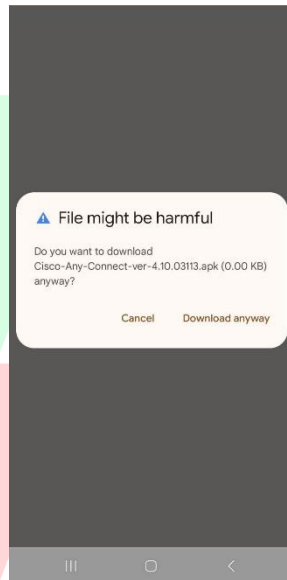 File might be harmful
Do you want to download
Cisco-Any-Connect-ver-4.10.03113.apk (0.00 KB)
anyway?
Cancel Download anyway